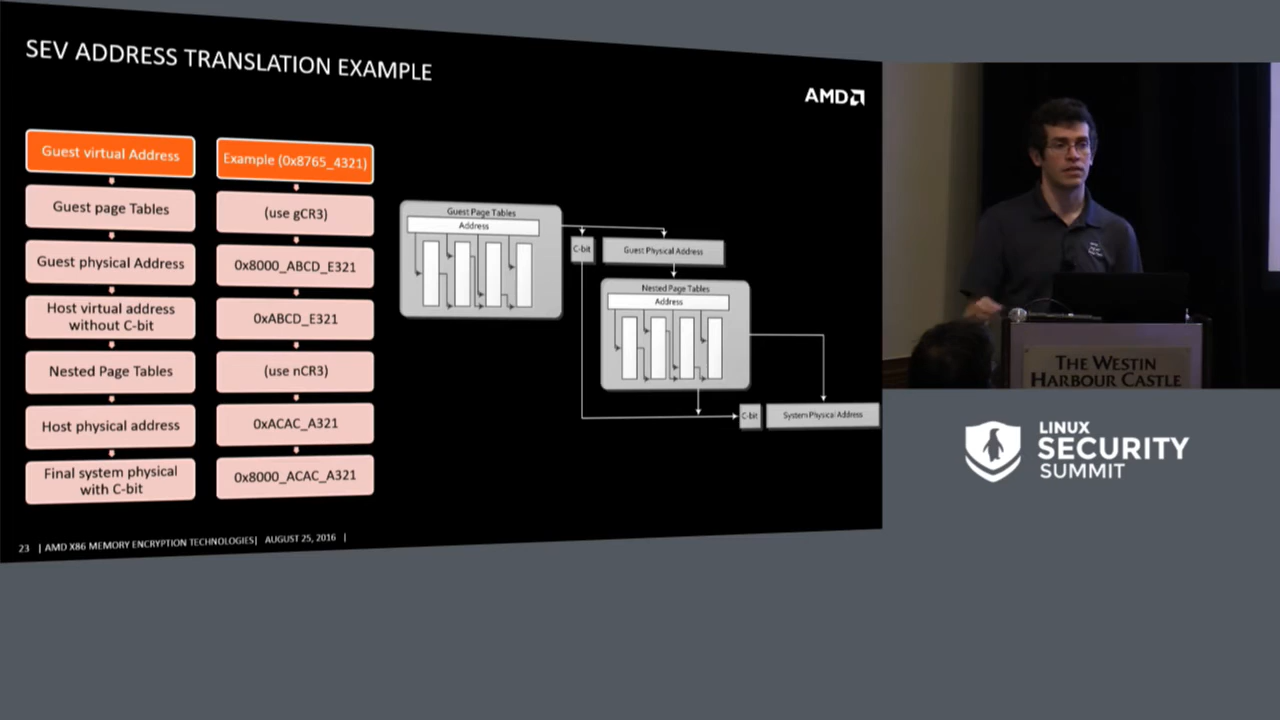 SEV ADDRESS TRANSLATION EXAMPLE
AMD
Guest virtual Address
Example (0x8765_4321)
Guest page Tables
(use gCR3)
Guest physical Address
0x8000_ABCD_E321
Host virtual address
without C-bit
0xABCD_E321
Nested Page Tables
(use nCR3)
Host physical address
0xACAC_A321
Final system physical
with C-bit
0x8000_ACAC_A321
Guest Page Tables
Address
C-bit
Guest Physical Address
Nested Page Tables
Address
C-bit
System Physical Address
23 | AMD X86 MEMORY ENCRYPTION TECHNOLOGIES| AUGUST 25, 2016 |
THE WESTIN
HARBOUR CASTLE
LINUX
SECURITY
SUMMIT